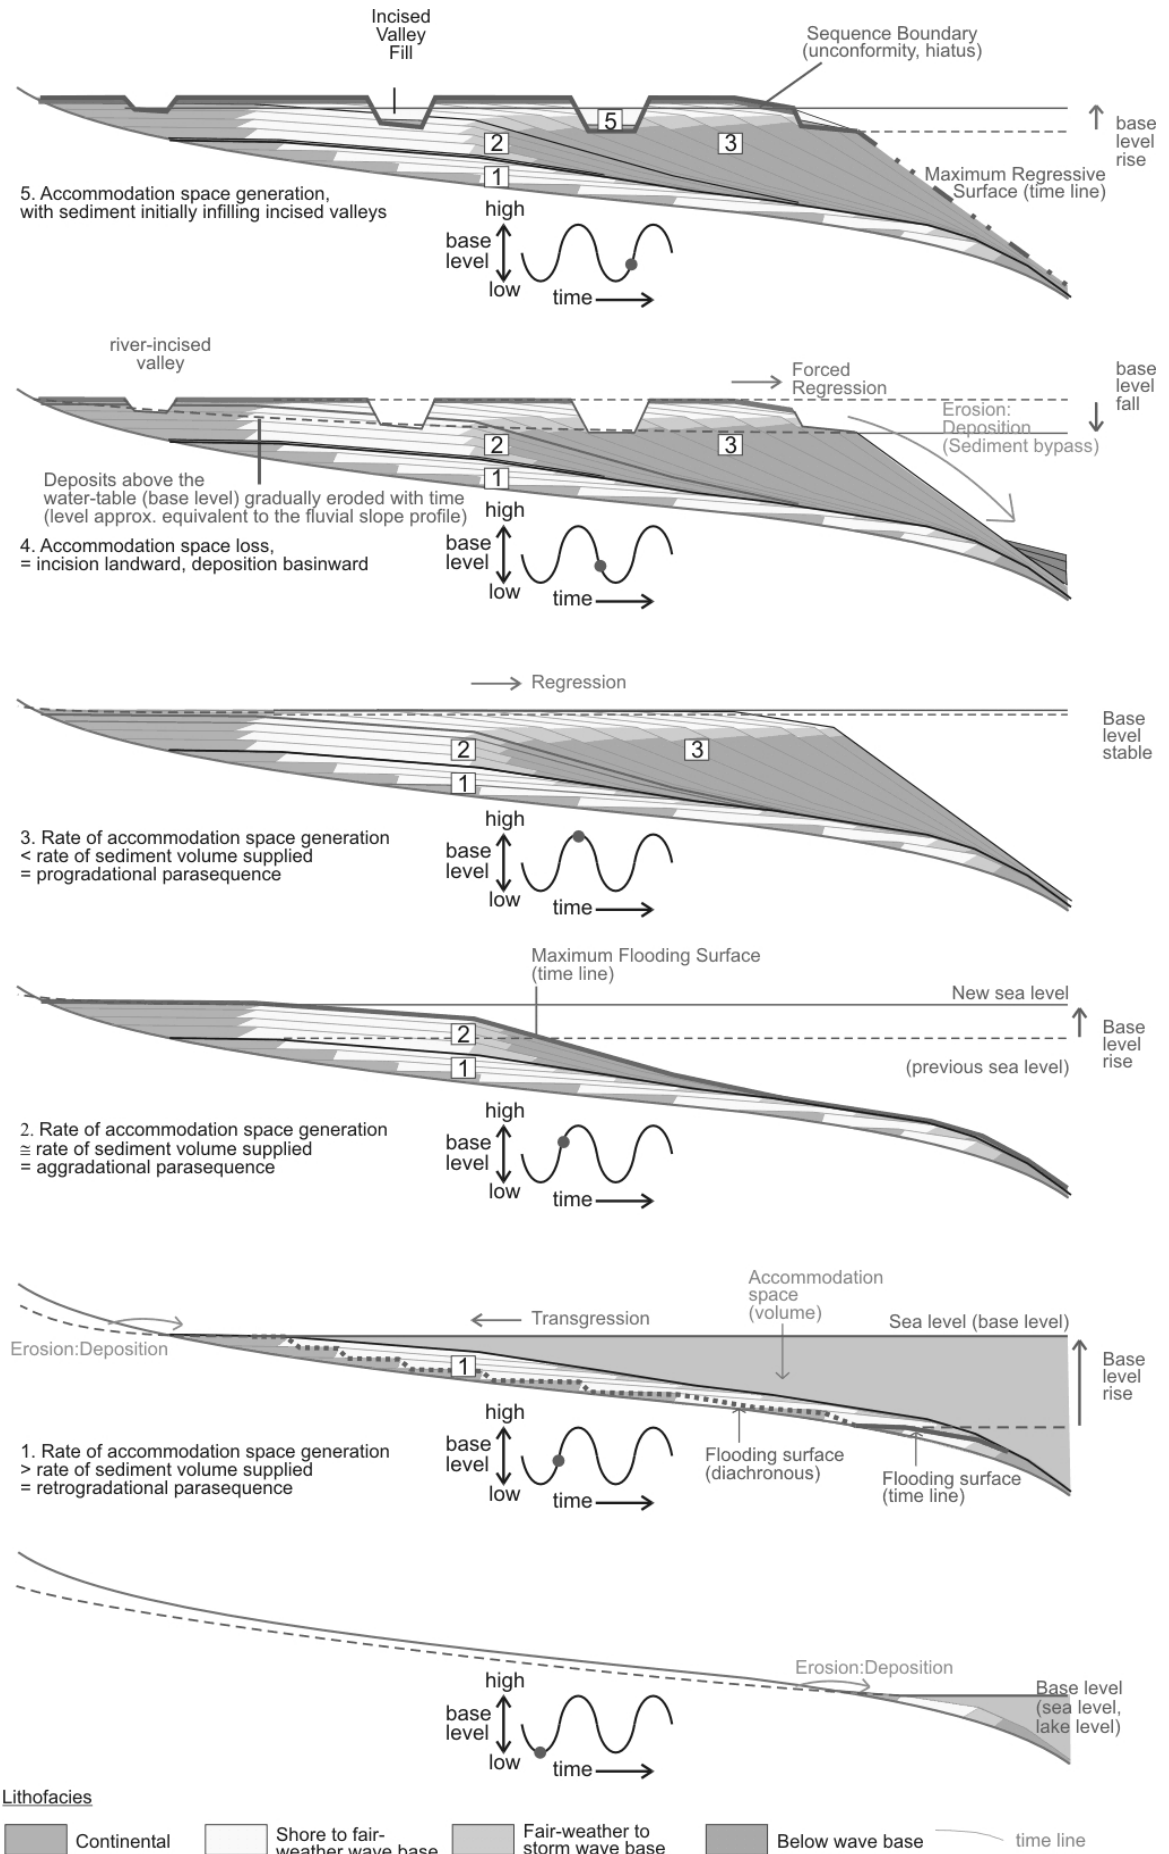 Incised
Valley
Fill
Sequence Boundary
(unconformity, hiatus)
5
2
3
1
base
level
rise
Maximum Regressive
Surface (time line)
5. Accommodation space generation,
with sediment initially infilling incised valleys
high
base
level
low
time
river-incised
valley
Forced
Regression
base
level
fall
Erosion:
Deposition
(Sediment bypass)
2
3
1
Deposits above the
water-table (base level) gradually eroded with time
(level approx. equivalent to the fluvial slope profile)
4. Accommodation space loss,
= incision landward, deposition basinward
high
base
level
low
time
Regression
2
3
1
Base
level
stable
3. Rate of accommodation space generation
< rate of sediment volume supplied
= progradational parasequence
high
base
level
low
time
Maximum Flooding Surface
(time line)
New sea level
2
1
Base
level
rise
(previous sea level)
2. Rate of accommodation space generation
≅ rate of sediment volume supplied
= aggradational parasequence
high
base
level
low
time
Accommodation
space
(volume)
Transgression
Sea level (base level)
Erosion:Deposition
1
Base
level
rise
Flooding surface
(diachronous)
Flooding surface
(time line)
1. Rate of accommodation space generation
> rate of sediment volume supplied
= retrogradational parasequence
high
base
level
low
time
Erosion:Deposition
Base level
(sea level,
lake level)
high
base
level
low
time
Lithofacies
Continental
Shore to fair-
weather wave base
Fair-weather to
storm wave base
Below wave base
time line